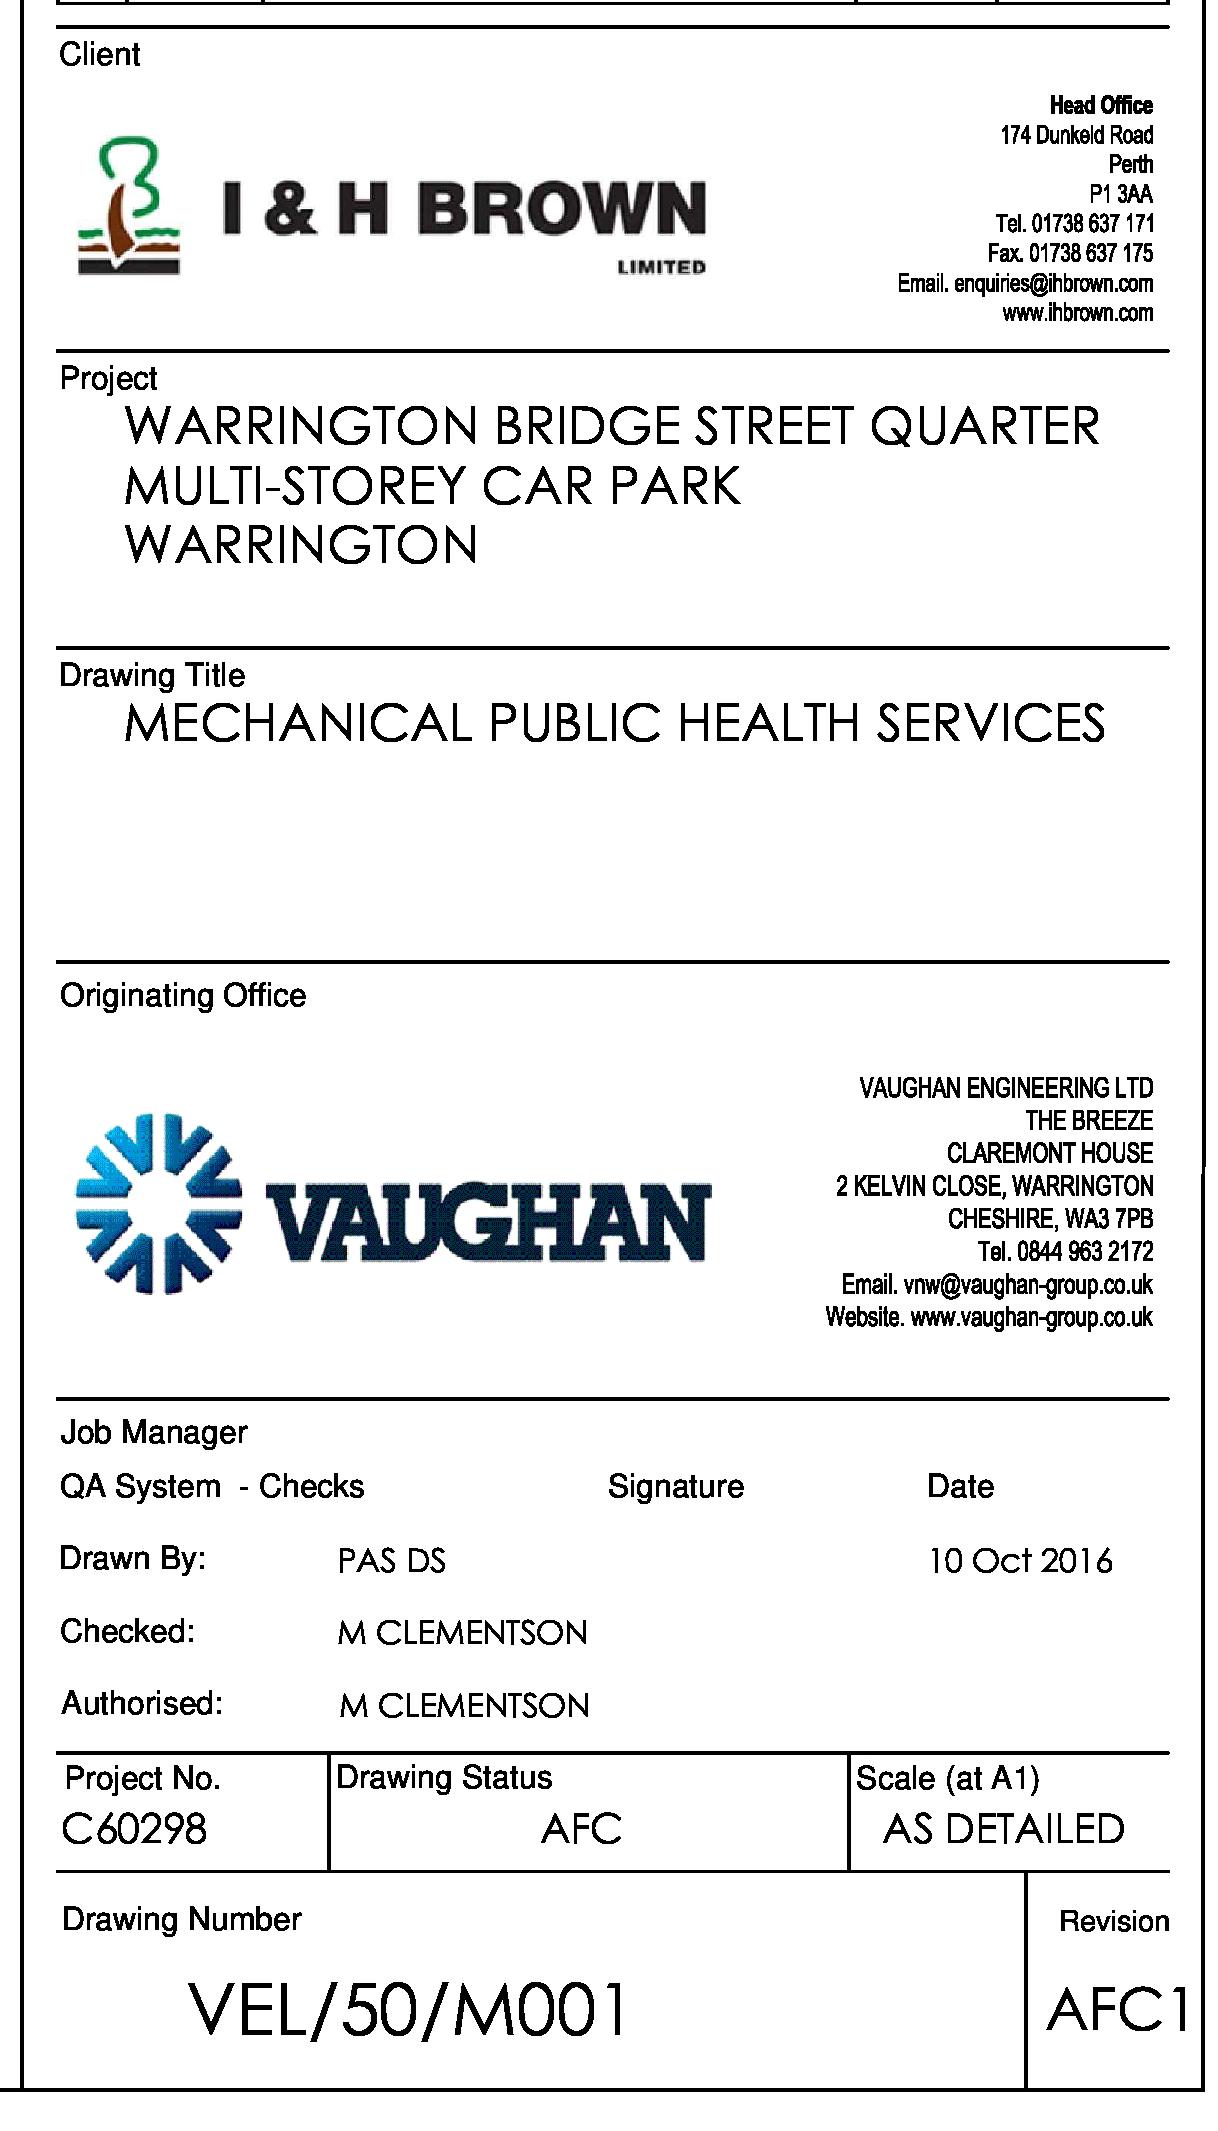 Client
I & H BROWN
LIMITED
Head Office
174 Dunkeld Road
Perth
P1 3AA
Tel. 01738 637 171
Fax. 01738 637 175
Email. enquiries@ihbrown.com
www.ihbrown.com
Project
WARRINGTON BRIDGE STREET QUARTER
MULTI-STOREY CAR PARK
WARRINGTON
Drawing Title
MECHANICAL PUBLIC HEALTH SERVICES
Originating Office
VAUGHAN
VAUGHAN ENGINEERING LTD
THE BREEZE
CLAREMONT HOUSE
2 KELVIN CLOSE, WARRINGTON
CHESHIRE, WA3 7PB
Tel. 0844 963 2172
Email. vnw@vaughan-group.co.uk
Website. www.vaughan-group.co.uk
Job Manager
QA System - Checks Signature Date
Drawn By: PAS DS 10 Oct 2016
Checked: M CLEMENTSON
Authorised: M CLEMENTSON
Project No. Drawing Status Scale (at A1)
C60298 AFC AS DETAILED
Drawing Number Revision
VEL/50/M001 AFC1